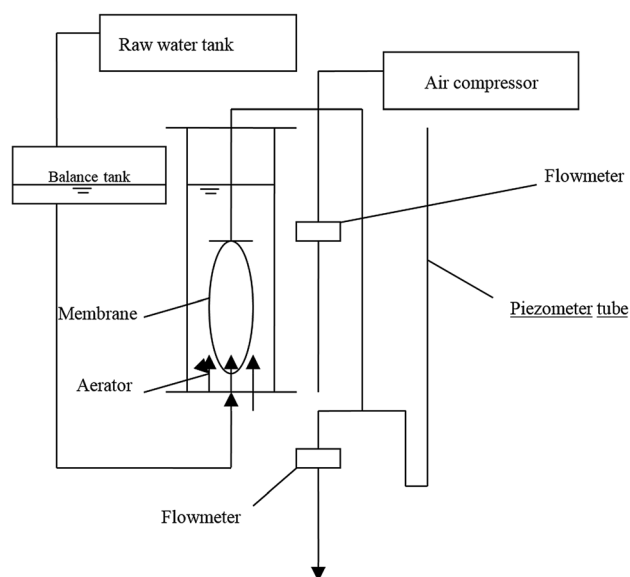 Raw water tank
Air compressor
Balance tank
Flowmeter
Membrane
Piezometer tube
Aerator
Flowmeter